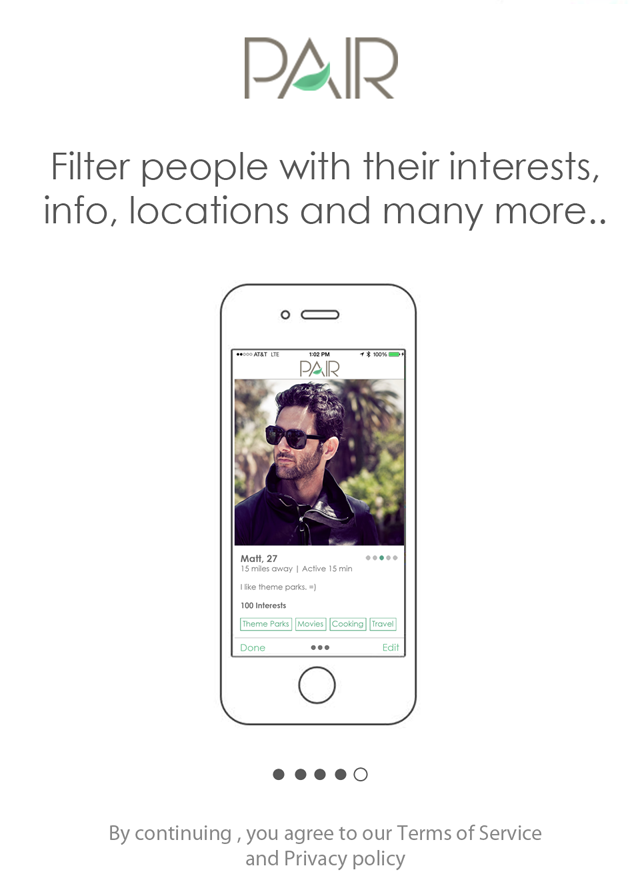 PAIR
Filter people with their interests,
info, locations and many more..
AT&T LTE 1:02 PM 100%
PAIR
Matt, 27
15 miles away | Active 15 min
I like theme parks. =)
100 Interests
Theme Parks Movies Cooking Travel
Done Edit
By continuing , you agree to our Terms of Service
and Privacy policy